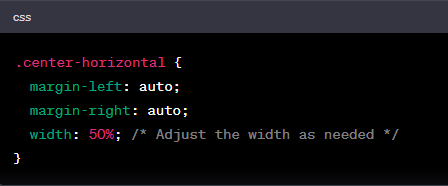 css
.center-horizontal {
  margin-left: auto;
  margin-right: auto;
  width: 50%; /* Adjust the width as needed */
}